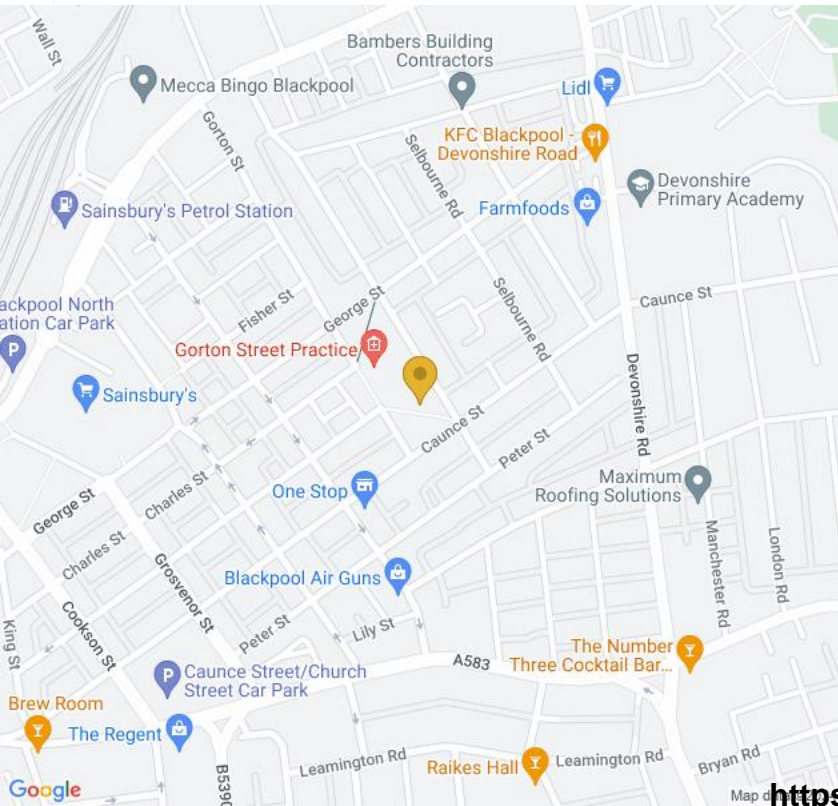 Wall St
Bambers Building
Contractors
Mecca Bingo Blackpool
Lidl
Gorton St
KFC Blackpool -
Devonshire Road
Selbourne Rd
Devonshire
Primary Academy
Sainsbury's Petrol Station
Farmfoods
Caunce St
ackpool North
ation Car Park
P
Fisher St
George St
Selbourne Rd
Gorton Street Practice
Sainsbury's
Devonshire Rd
Caunce St
Peter St
Maximum
Roofing Solutions
One Stop
Charles St
George St
Charles St
Manchester Rd
London Rd
Grosvenor St
Blackpool Air Guns
Cookson St
King St
Peter St
Lily St
The Number
Three Cocktail Bar...
A583
P
Caunce Street/Church
Street Car Park
Brew Room
The Regent
B5390
Leamington Rd
Raikes Hall
Leamington Rd
Bryan Rd
Google
Map data
https